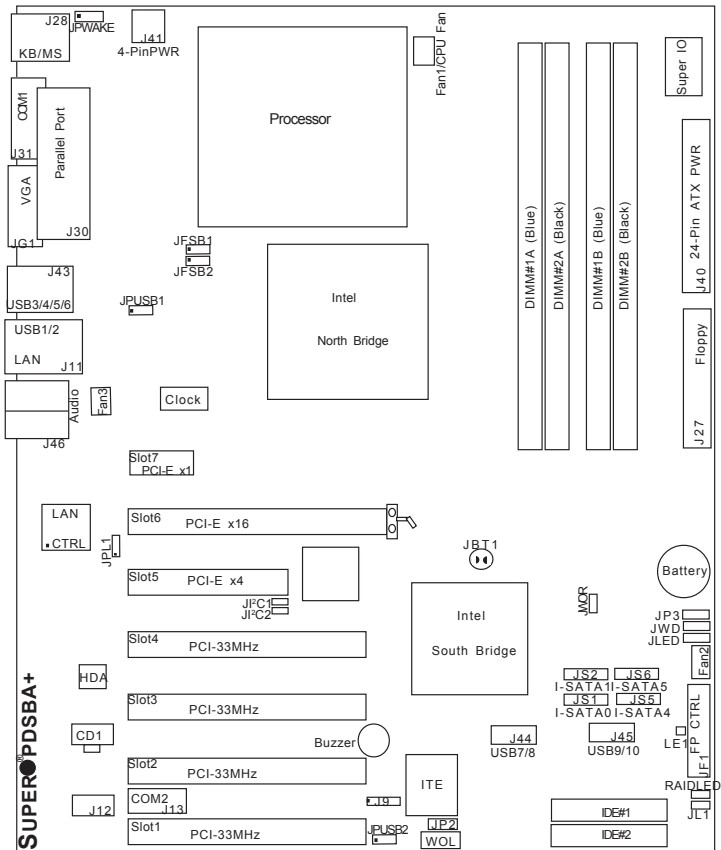 J28
JPWAKE
KB/MS
J41
4-PinPWR
Fan1/CPU Fan
Super IO
COM1
J31
Parallel Port
J30
VGA
JG1
Processor
JFSB1
JFSB2
DIMM#1A (Blue)
DIMM#2A (Black)
DIMM#1B (Blue)
DIMM#2B (Black)
J40 24-Pin ATX PWR
J43
USB3/4/5/6
JPUSB1
Intel
North Bridge
USB1/2
LAN
J11
Floppy
J27
Audio
J46
Fan3
Clock
Slot7
PCI-E x1
LAN
CTRL
JPL1
Slot6
PCI-E x16
JBT1
Battery
Slot5
PCI-E x4
JI²C1
JI²C2
Intel
South Bridge
JWOR
JP3
JWD
JLED
Fan2
Slot4
PCI-33MHz
HDA
JS2
JS6
I-SATA1
I-SATA5
JS1
JS5
I-SATA0
I-SATA4
Slot3
PCI-33MHz
FP CTRL
JF1
LE1
CD1
Buzzer
J44
USB7/8
J45
USB9/10
Slot2
PCI-33MHz
ITE
RAIDLED
JL1
J12
COM2
J13
J9
IDE#1
IDE#2
Slot1
PCI-33MHz
JPUSB2
JP2
WOL
SUPER®PDSBA+